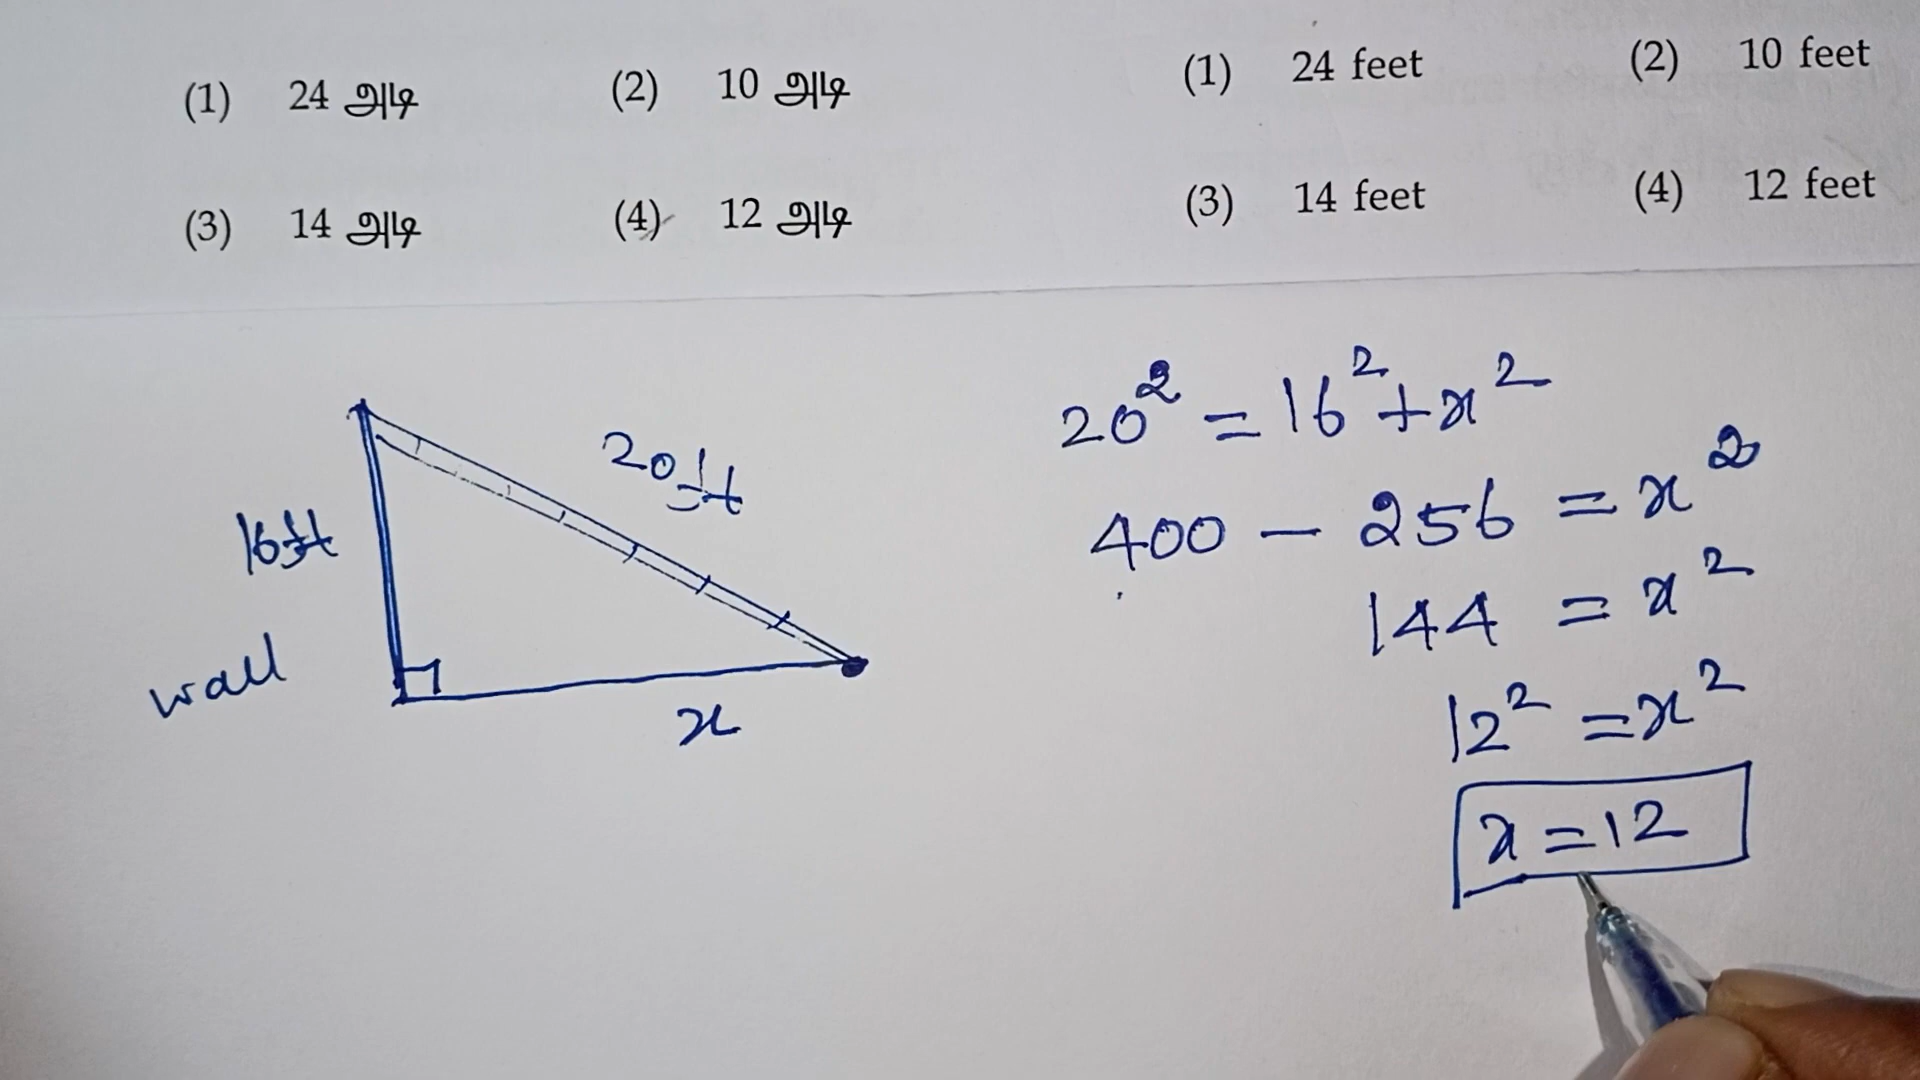 (1) 24 அடி (2) 10 அடி
(3) 14 அடி (4) 12 அடி
(1) 24 feet (2) 10 feet
(3) 14 feet (4) 12 feet
20ft
16ft
wall
x
20² = 16² + x²
400 - 256 = x²
144 = x²
12² = x²
x = 12